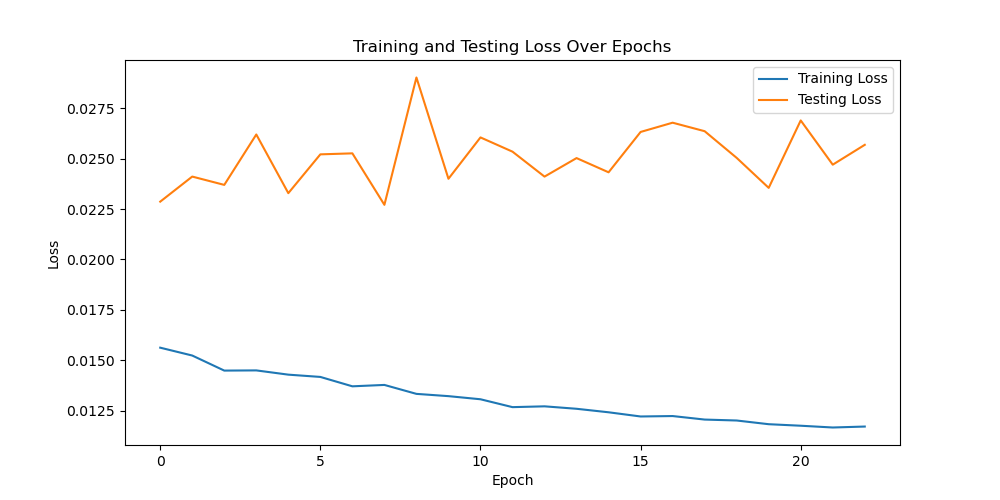 Training and Testing Loss Over Epochs
Training Loss
Testing Loss
0.0275
0.0250
0.0225
0.0200
0.0175
0.0150
0.0125
Loss
0 5 10 15 20
Epoch